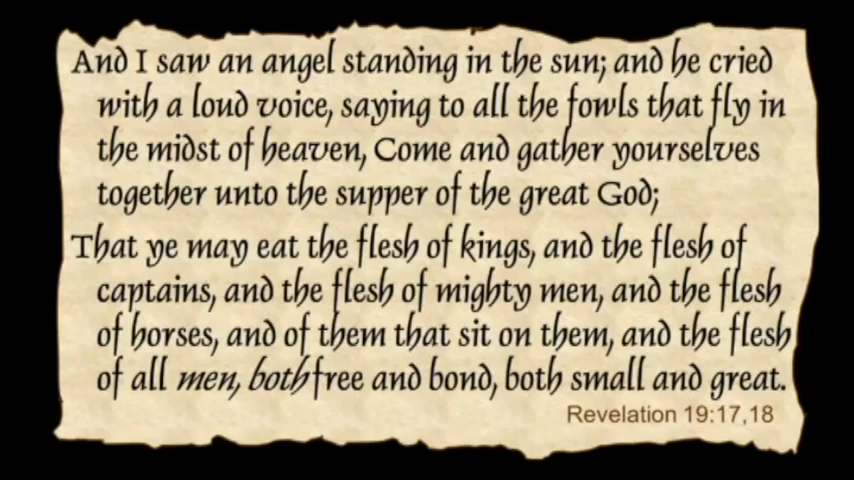 And I saw an angel standing in the sun; and he cried
with a loud voice, saying to all the fowls that fly in
the midst of heaven, Come and gather yourselves
together unto the supper of the great God;
That ye may eat the flesh of kings, and the flesh of
captains, and the flesh of mighty men, and the flesh
of horses, and of them that sit on them, and the flesh
of all men, both free and bond, both small and great.
Revelation 19:17,18